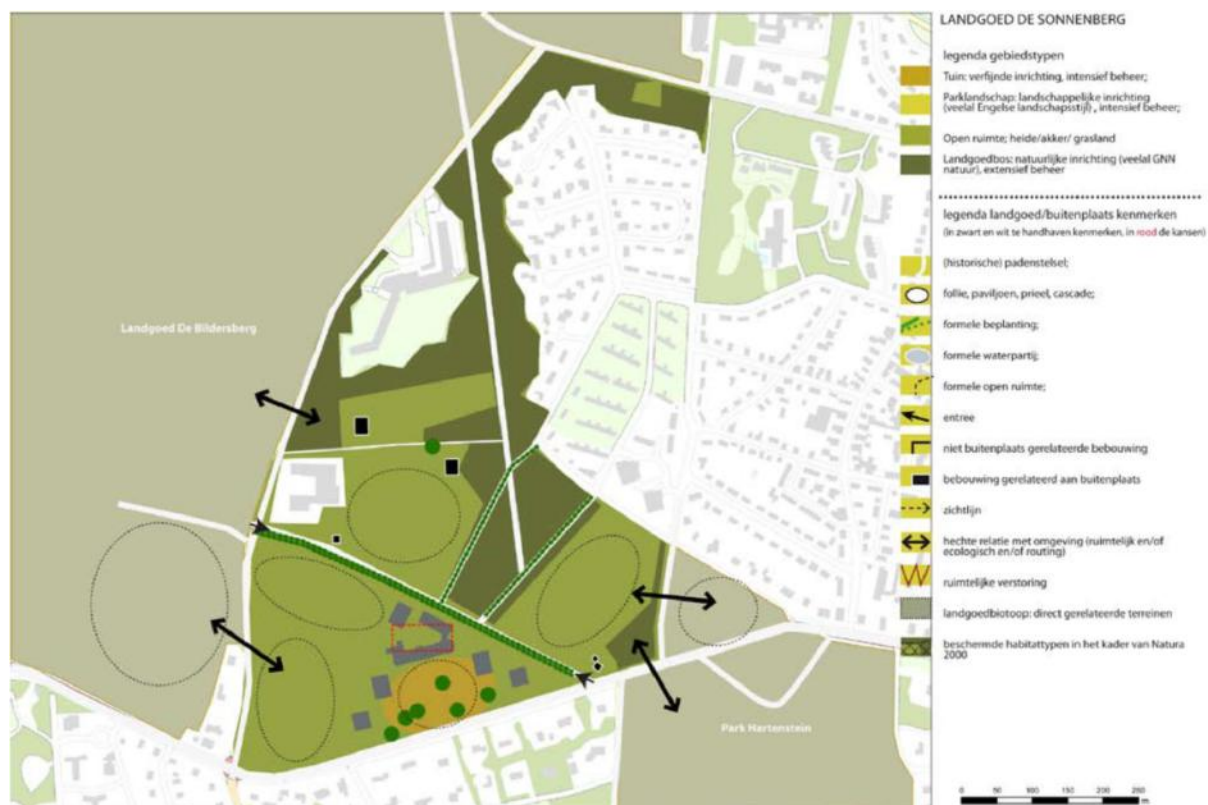 LANDGOED DE SONNENBERG
legenda gebiedstypen
Tuin: verfijnde inrichting, intensief beheer;
Parklandschap: landschappelijke inrichting
(veelal Engelse landschapsstijl) , intensief beheer;
Open ruimte; heide/akker/ grasland
Landgoedbos: natuurlijke inrichting (veelal GNN
natuur), extensief beheer
legenda landgoed/buitenplaats kenmerken
(in zwart en wit te handhaven kenmerken, in rood de kansen)
(historische) padenstelsel;
follie, paviljoen, prieel, cascade;
formele beplanting;
formele waterpartij;
formele open ruimte;
entree
niet buitenplaats gerelateerde bebouwing
bebouwing gerelateerd aan buitenplaats
zichtlijn
hechte relatie met omgeving (ruimtelijk en/of
ecologisch en/of routing)
ruimtelijke verstoring
landgoedbiotoop: direct gerelateerde terreinen
beschermde habitattypen in het kader van Natura
2000
Landgoed De Bildersberg
Park Hartenstein
0 50 100 150 200 250
m